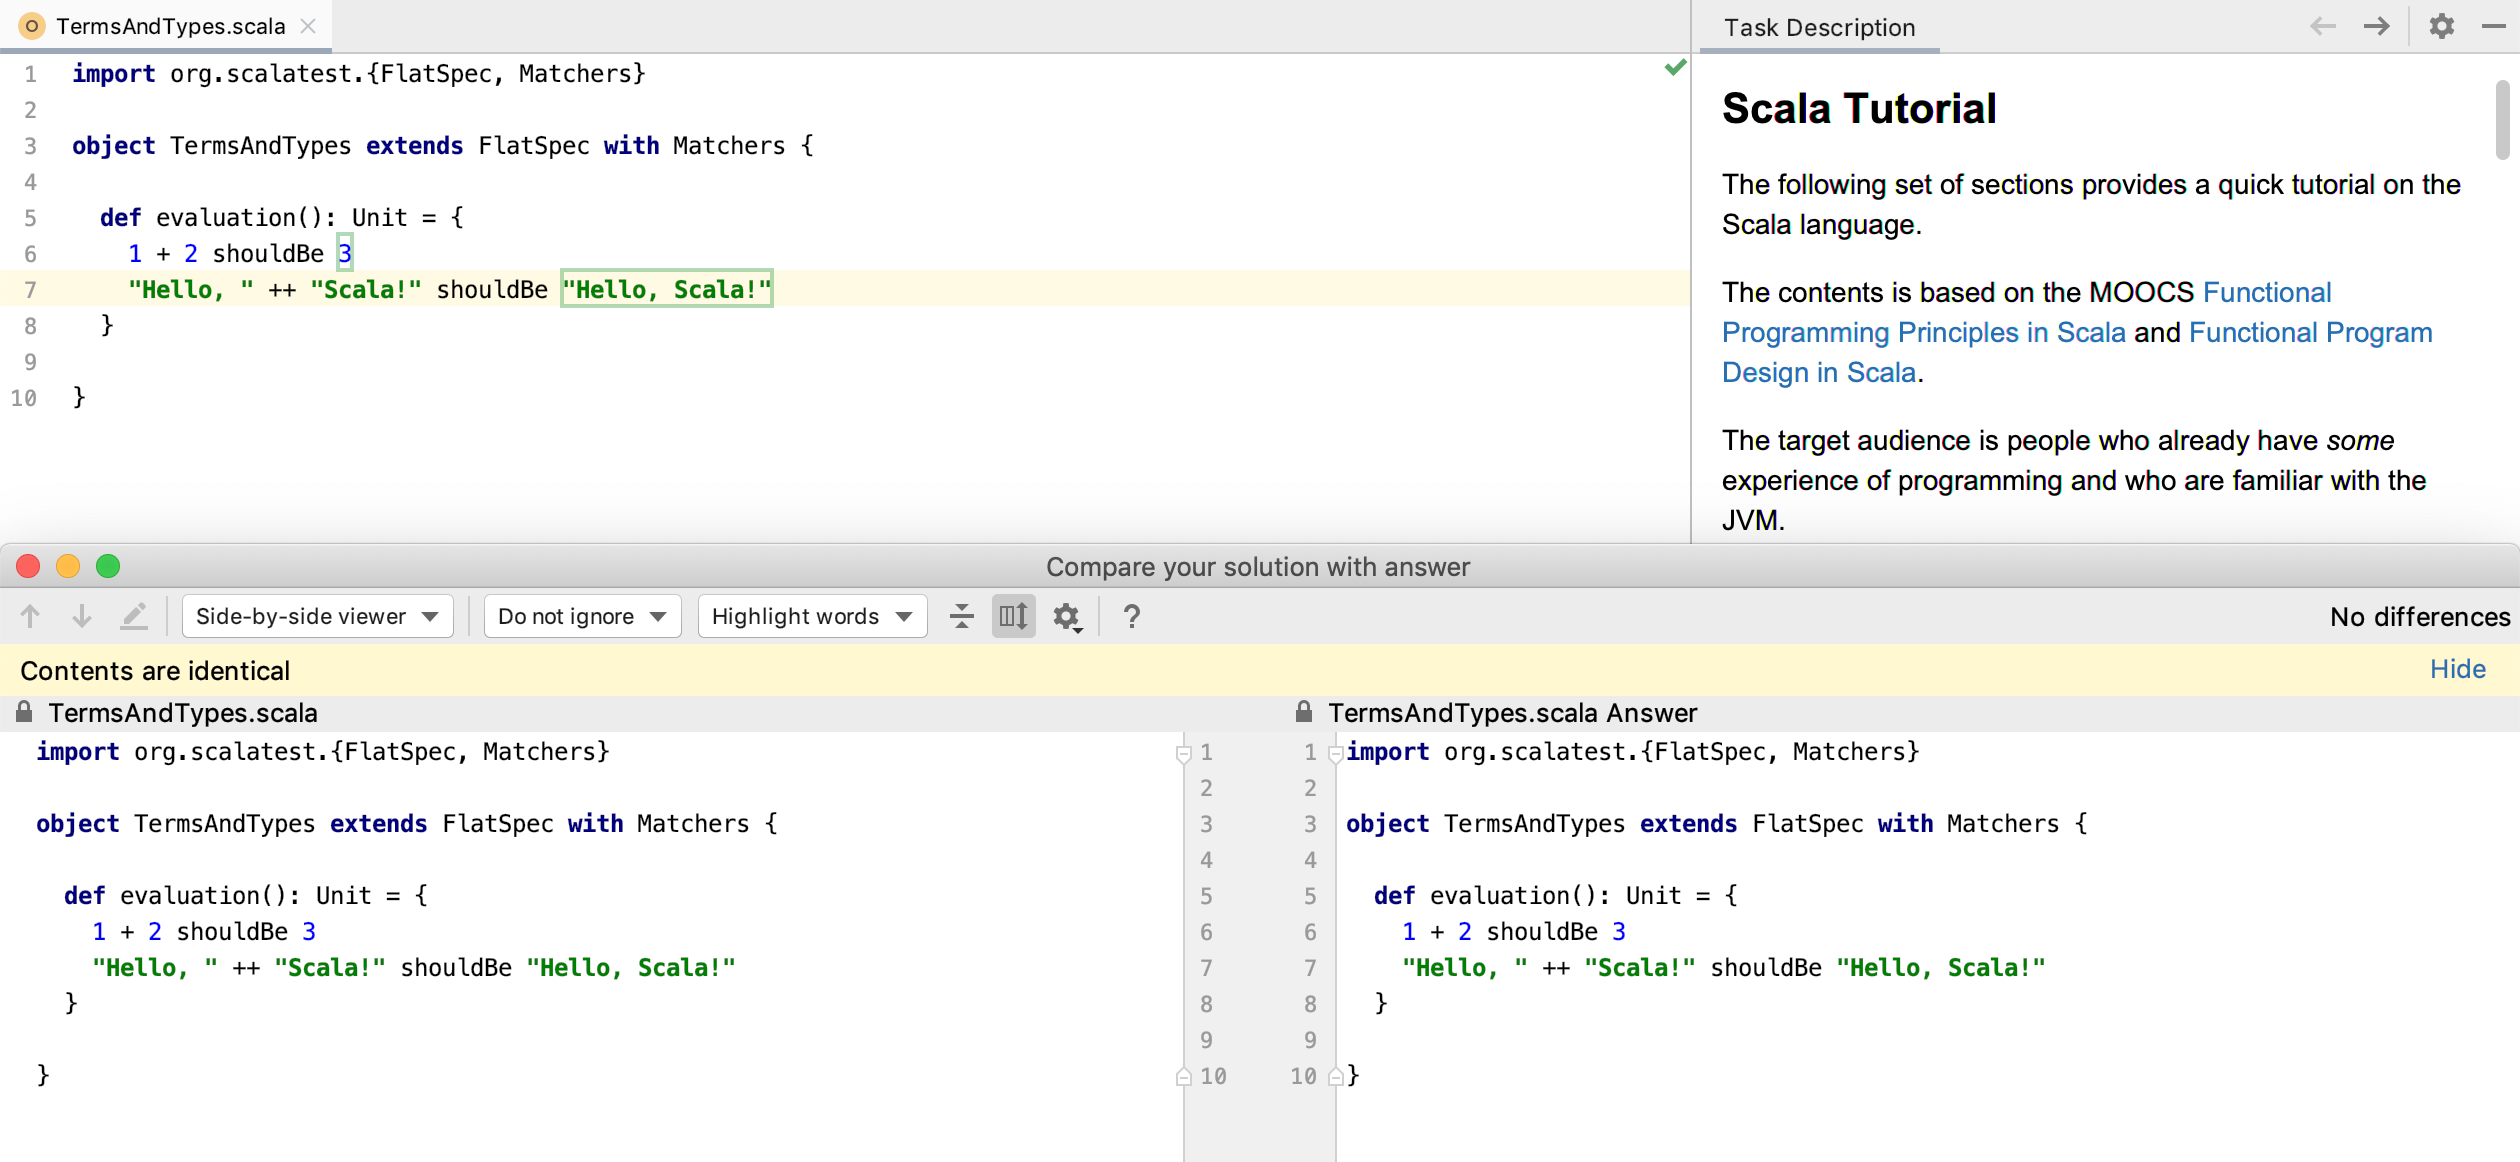 TermsAndTypes.scala
1 import org.scalatest.{FlatSpec, Matchers}
2
3 object TermsAndTypes extends FlatSpec with Matchers {
4
5 def evaluation(): Unit = {
6 1 + 2 shouldBe 3
7 "Hello, " ++ "Scala!" shouldBe "Hello, Scala!"
8 }
9
10 }
Task Description
Scala Tutorial
The following set of sections provides a quick tutorial on the
Scala language.
The contents is based on the MOOCS Functional
Programming Principles in Scala and Functional Program
Design in Scala.
The target audience is people who already have some
experience of programming and who are familiar with the
JVM.
Compare your solution with answer
Side-by-side viewer Do not ignore Highlight words ? No differences
Contents are identical Hide
TermsAndTypes.scala
import org.scalatest.{FlatSpec, Matchers} 1
2
object TermsAndTypes extends FlatSpec with Matchers { 3
4
def evaluation(): Unit = { 5
1 + 2 shouldBe 3 6
"Hello, " ++ "Scala!" shouldBe "Hello, Scala!" 7
} 8
9
} 10
TermsAndTypes.scala Answer
1 import org.scalatest.{FlatSpec, Matchers}
2
3 object TermsAndTypes extends FlatSpec with Matchers {
4
5 def evaluation(): Unit = {
6 1 + 2 shouldBe 3
7 "Hello, " ++ "Scala!" shouldBe "Hello, Scala!"
8 }
9
10 }